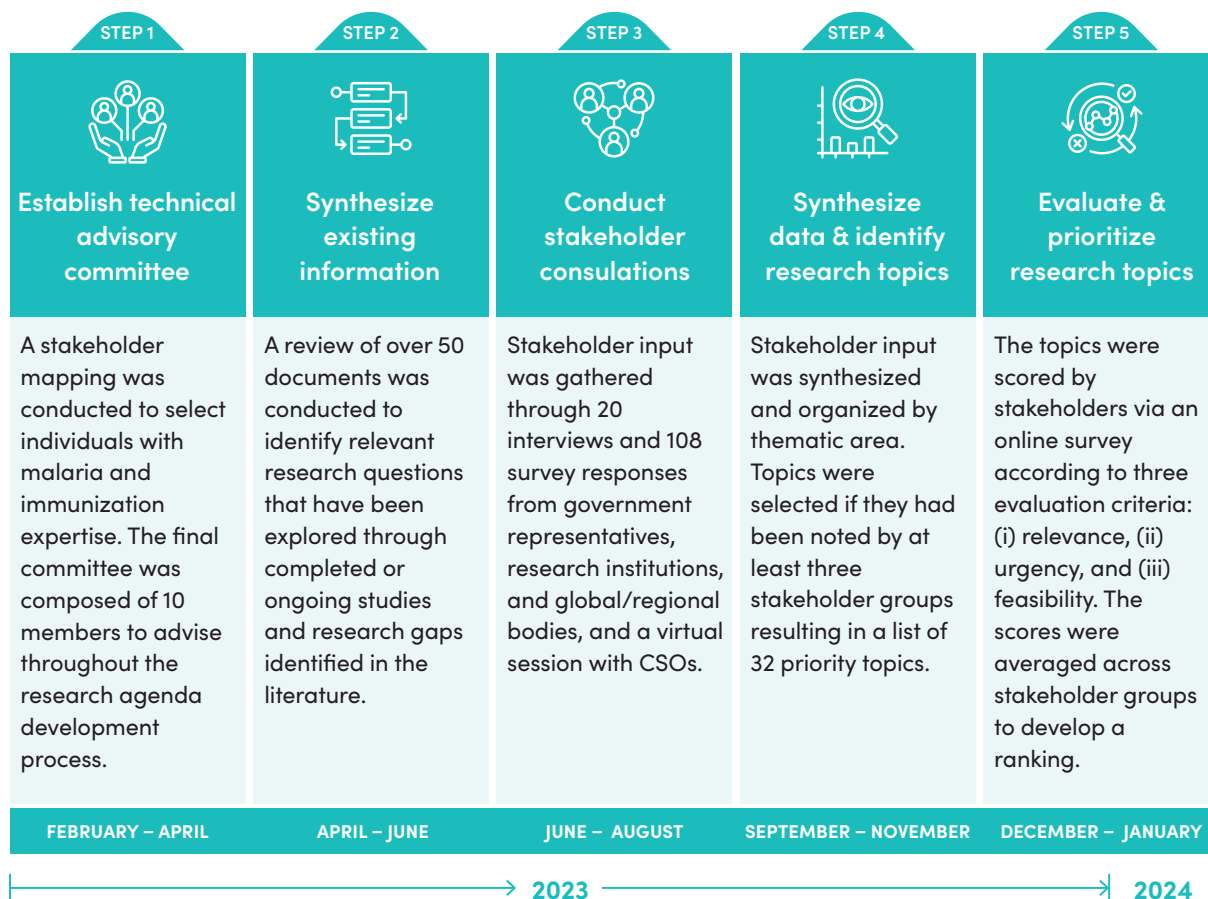 STEP 1
Establish technical
advisory
committee
A stakeholder
mapping was
conducted to select
individuals with
malaria and
immunization
expertise. The final
committee was
composed of 10
members to advise
throughout the
research agenda
development
process.
FEBRUARY – APRIL
STEP 2
Synthesize
existing
information
A review of over 50
documents was
conducted to
identify relevant
research questions
that have been
explored through
completed or
ongoing studies
and research gaps
identified in the
literature.
APRIL – JUNE
STEP 3
Conduct
stakeholder
consulations
Stakeholder input
was gathered
through 20
interviews and 108
survey responses
from government
representatives,
research institutions,
and global/regional
bodies, and a virtual
session with CSOs.
JUNE – AUGUST
STEP 4
Synthesize
data & identify
research topics
Stakeholder input
was synthesized
and organized by
thematic area.
Topics were
selected if they had
been noted by at
least three
stakeholder groups
resulting in a list of
32 priority topics.
SEPTEMBER – NOVEMBER
STEP 5
Evaluate &
prioritize
research topics
The topics were
scored by
stakeholders via an
online survey
according to three
evaluation criteria:
(i) relevance, (ii)
urgency, and (iii)
feasibility. The
scores were
averaged across
stakeholder groups
to develop a
ranking.
DECEMBER – JANUARY
2023
2024